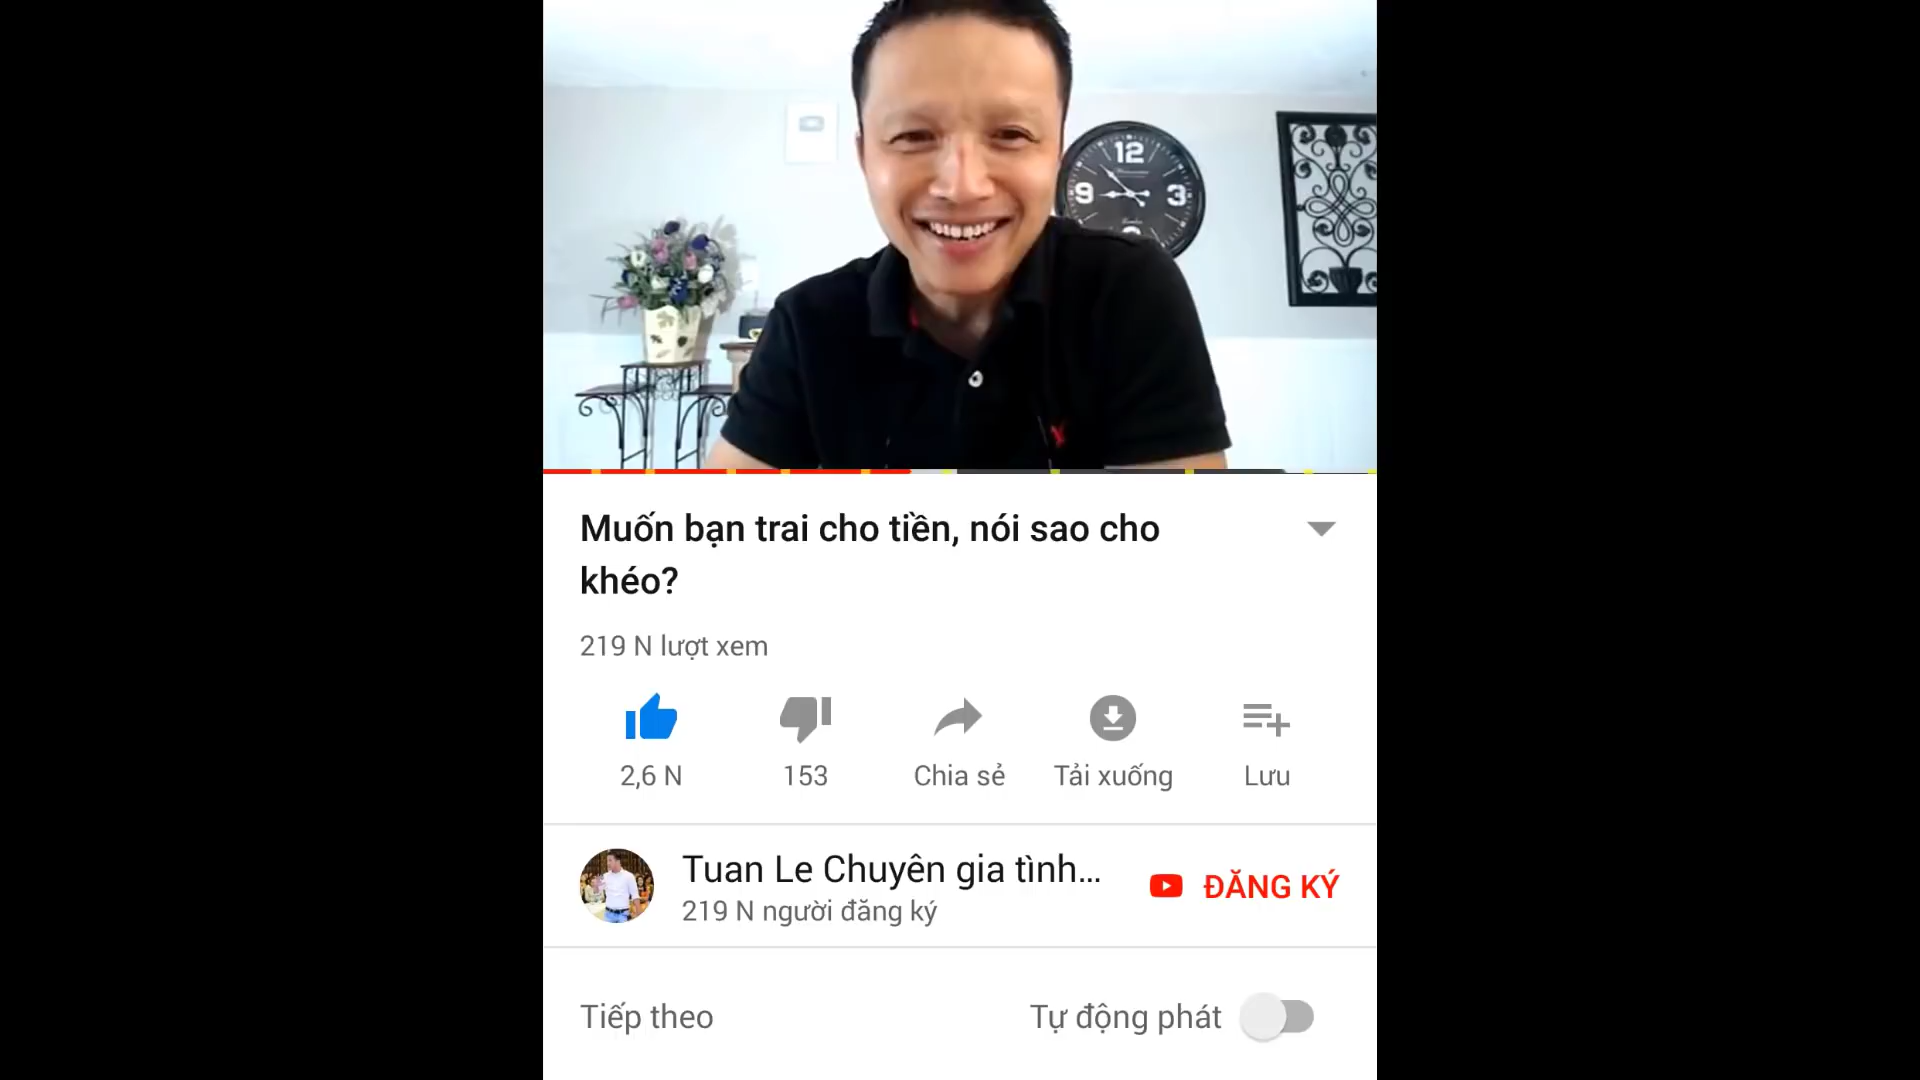 12
9
3
Muốn bạn trai cho tiền, nói sao cho
khéo?
219 N lượt xem
2,6 N
153
Chia sẻ
Tải xuống
Lưu
Tuan Le Chuyên gia tình...
ĐĂNG KÝ
219 N người đăng ký
Tiếp theo
Tự động phát